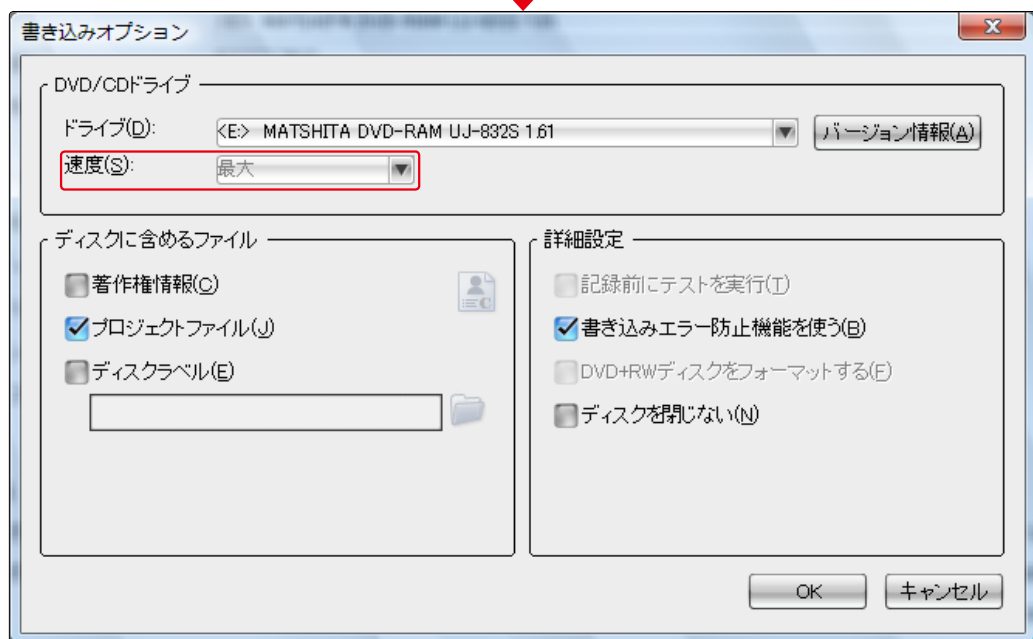 書き込みオプション
DVD/CDドライブ
ドライブ(D):
<E:> MATSHITA DVD-RAM UJ-832S 1.61
バージョン情報(A)
速度(S):
最大
ディスクに含めるファイル
著作権情報(C)
プロジェクトファイル(J)
ディスクラベル(E)
詳細設定
記録前にテストを実行(T)
書き込みエラー防止機能を使う(B)
DVD+RWディスクをフォーマットする(F)
ディスクを閉じない(N)
OK
キャンセル